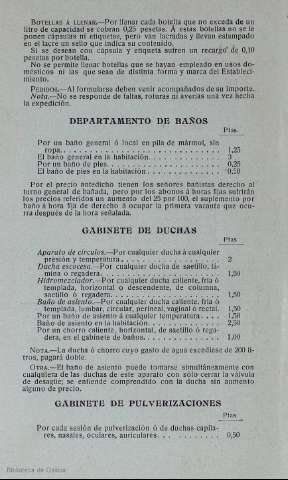 BOTELLAS Á LLENAR.—Por llenar cada botella que no exceda de un
litro de capacidad se cobran 0,25 pesetas. Á estas botellas no se le
ponen cápsulas ni etiquetas, pero van lacradas y llevan estampado
en el lacre un sello que indica su contenido.
Si se desean con cápsula y etiqueta sufren un recargo de 0,10
pesetas por botella.
No se permite llenar botellas que se hayan empleado en usos do-
mésticos ni las que sean de distinta forma y marca del Estableci-
miento.
PEDIDOS.—Al formularse deben venir acompañados de su importe.
Nota.—No se responde de faltas, roturas ni averías una vez hecha
la expedición.
DEPARTAMENTO DE BAÑOS
Ptas.
Por un baño general ó local en pila de mármol, sin
ropa. 1,25
El baño general en la habitación. 3
Por un baño de pies. 0,25
El baño de pies en la habitación 0,50
Por el precio antedicho tienen los señores bañistas derecho al
turno general de bañada, pero por los abonos á horas fijas sufrirán
los precios referidos un aumento del 25 por 100, el suplemento por
baño á hora fija da derecho á ocupar la primera vacante que ocu-
rra después de la hora señalada.
GABINETE DE DUCHAS
Ptas
Aparato de círculos.—Por cualquier ducha á cualquier
presión y temperatura. 2
Ducha escocesa.—Por cualquier ducha de saetillo, lá-
mina ó regadera. 1,50
Hidromezclador.—Por cualquier ducha caliente, fría ó
templada, horizontal ó descendente, de columna,
saetillo ó regadera. 1,50
Baño de asiento.—Por cualquier ducha caliente, fría ó
templada, lumbar, circular, perineal, vaginal ó rectal. 1,50
Por un baño de asiento á cualquier temperatura 1,50
Baño de asiento en la habitación. 2,50
Por un chorro caliente, horizontal, de saetillo ó rega-
dera, en el gabinete de baños. 1,00
NOTA.—La ducha ó chorro cuyo gasto de agua excediese de 200 li-
tros, pagará doble.
OTRA.—El baño de asiento puede tomarse simultáneamente con
cualquiera de las duchas de este aparato con sólo cerrar la válvula
de desagüe; se entiende comprendido con la ducha sin aumento
alguno de precio.
GABINETE DE PULVERIZACIONES
Ptas
Por cada sesión de pulverización ó de duchas capila-
res, nasales, oculares, auriculares 0,50
Biblioteca de Galicia